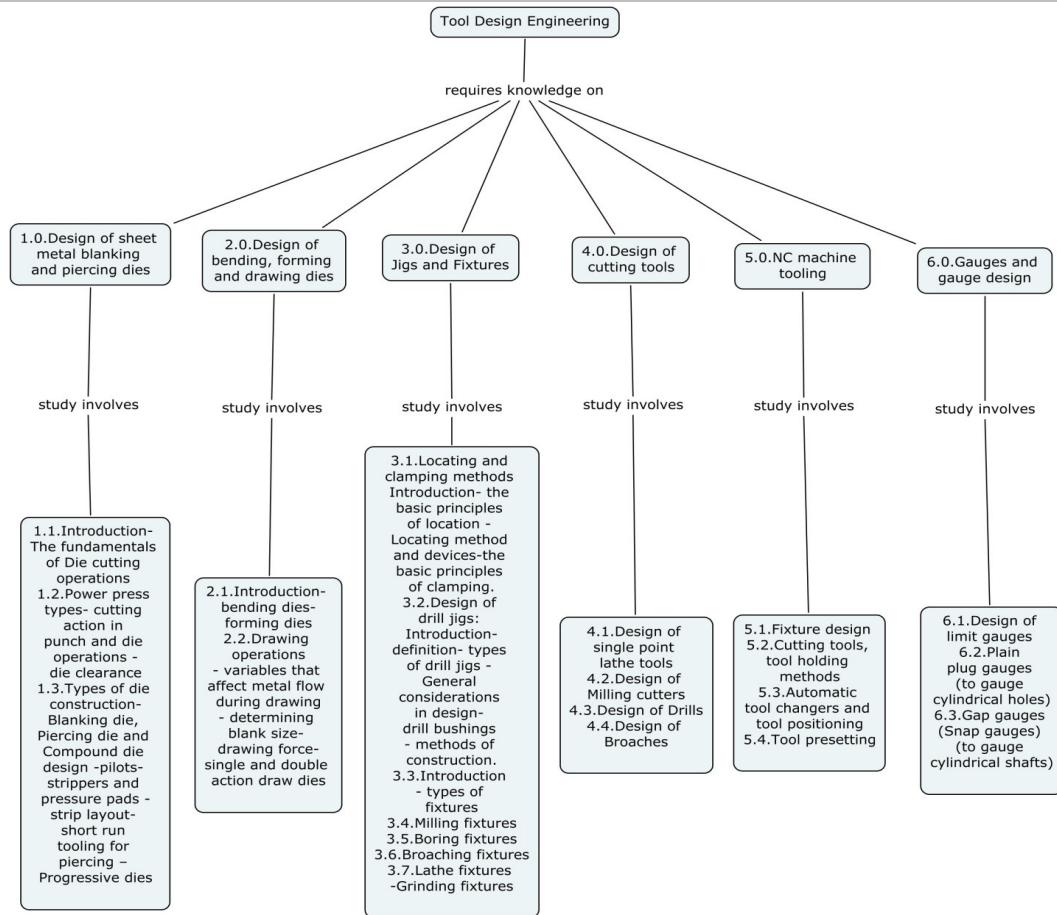 Tool Design Engineering
requires knowledge on
1.0.Design of sheet
metal blanking
and piercing dies
2.0.Design of
bending, forming
and drawing dies
3.0.Design of
Jigs and Fixtures
4.0.Design of
cutting tools
5.0.NC machine
tooling
6.0.Gauges and
gauge design
study involves
study involves
study involves
study involves
study involves
study involves
1.1.Introduction-
The fundamentals
of Die cutting
operations
1.2.Power press
types- cutting
action in
punch and die
operations -
die clearance
1.3.Types of die
construction-
Blanking die,
Piercing die and
Compound die
design -pilots-
strippers and
pressure pads -
strip layout-
short run
tooling for
piercing –
Progressive dies
2.1.Introduction-
bending dies-
forming dies
2.2.Drawing
operations
- variables that
affect metal flow
during drawing
- determining
blank size-
drawing force-
single and double
action draw dies
3.1.Locating and
clamping methods
Introduction- the
basic principles
of location -
Locating method
and devices-the
basic principles
of clamping.
3.2.Design of
drill jigs:
Introduction-
definition- types
of drill jigs -
General
considerations
in design-
drill bushings
- methods of
construction.
3.3.Introduction
- types of
fixtures
3.4.Milling fixtures
3.5.Boring fixtures
3.6.Broaching fixtures
3.7.Lathe fixtures
-Grinding fixtures
4.1.Design of
single point
lathe tools
4.2.Design of
Milling cutters
4.3.Design of Drills
4.4.Design of
Broaches
5.1.Fixture design
5.2.Cutting tools,
tool holding
methods
5.3.Automatic
tool changers and
tool positioning
5.4.Tool presetting
6.1.Design of
limit gauges
6.2.Plain
plug gauges
(to gauge
cylindrical holes)
6.3.Gap gauges
(Snap gauges)
(to gauge
cylindrical shafts)